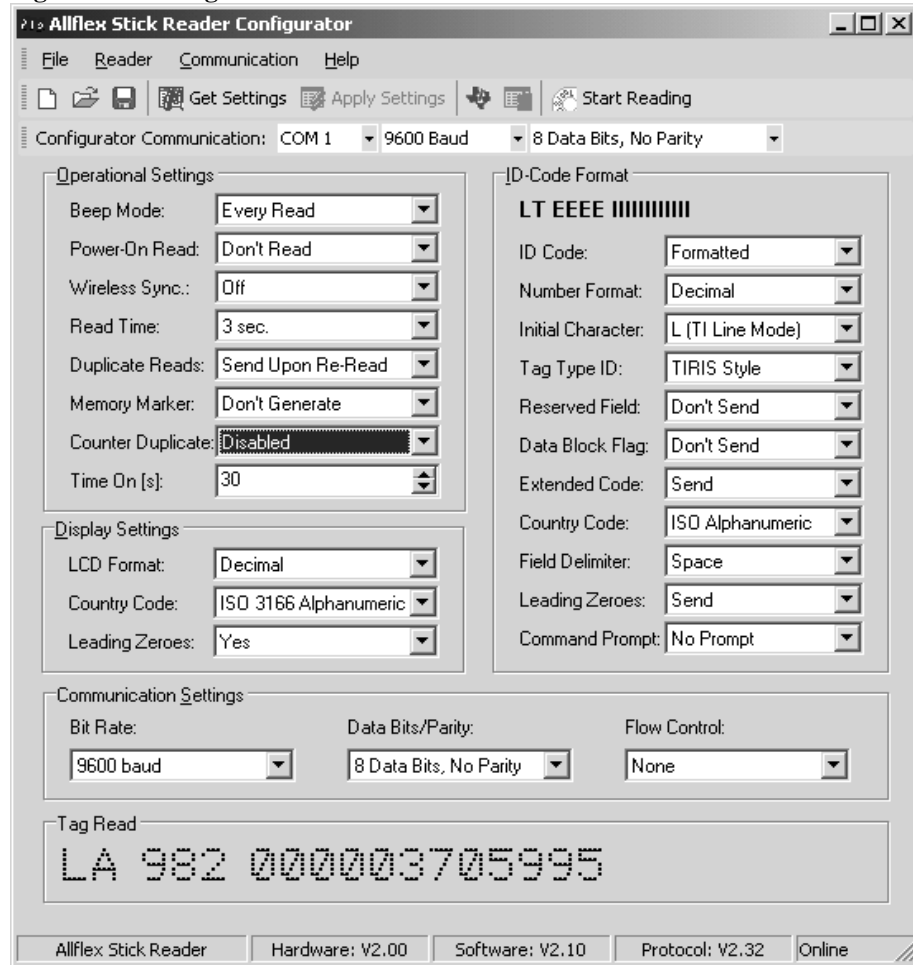 Allflex Stick Reader Configurator
File Reader Communication Help
Get Settings Apply Settings Start Reading
Configurator Communication: COM 1 9600 Baud 8 Data Bits, No Parity
Operational Settings
Beep Mode: Every Read
Power-On Read: Don't Read
Wireless Sync.: Off
Read Time: 3 sec.
Duplicate Reads: Send Upon Re-Read
Memory Marker: Don't Generate
Counter Duplicate: Disabled
Time On [s]: 30
Display Settings
LCD Format: Decimal
Country Code: ISO 3166 Alphanumeric
Leading Zeroes: Yes
ID-Code Format
LT EEEE IIIIIIIIIIII
ID Code: Formatted
Number Format: Decimal
Initial Character: L (TI Line Mode)
Tag Type ID: TIRIS Style
Reserved Field: Don't Send
Data Block Flag: Don't Send
Extended Code: Send
Country Code: ISO Alphanumeric
Field Delimiter: Space
Leading Zeroes: Send
Command Prompt: No Prompt
Communication Settings
Bit Rate: Data Bits/Parity: Flow Control:
9600 baud 8 Data Bits, No Parity None
Tag Read
LA 982 000003705995
Allflex Stick Reader Hardware: V2.00 Software: V2.10 Protocol: V2.32 Online